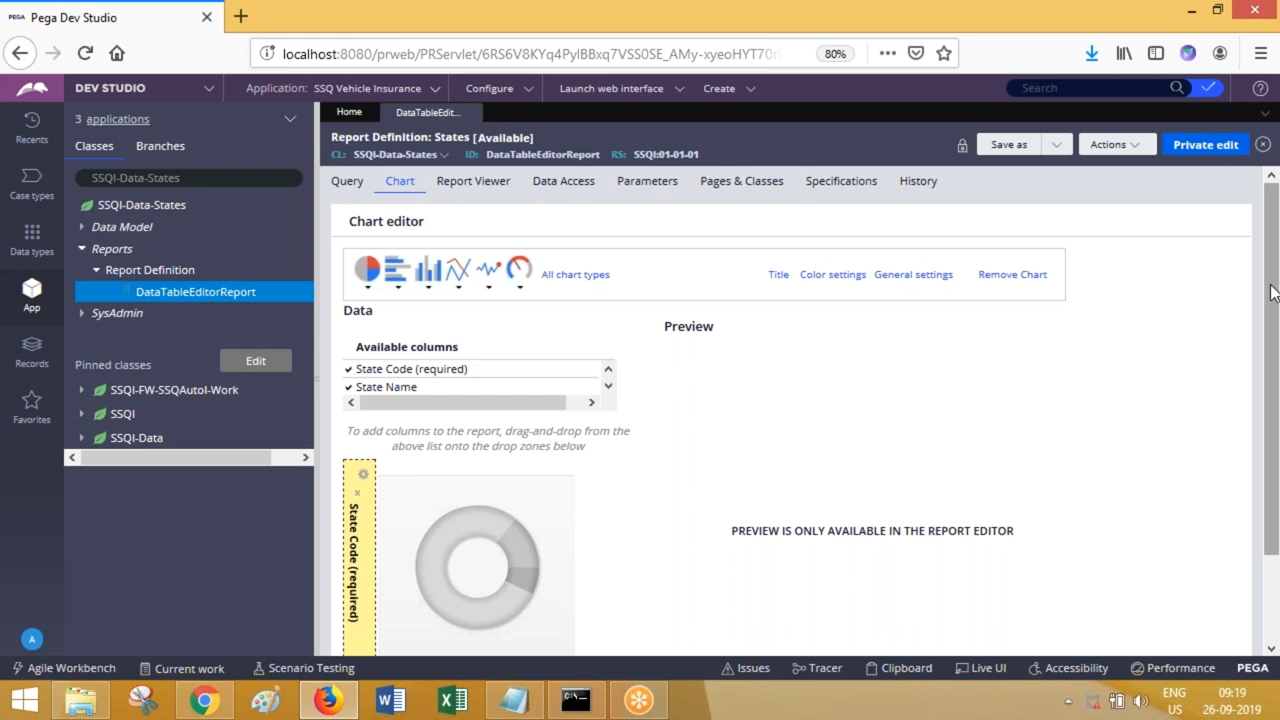 PEGA Pega Dev Studio
localhost:8080/prweb/PRServlet/6RS6V8KYq4PyIBBxq7VSS0SE_AMy-xyeoHYT70r
80%
DEV STUDIO
Application: SSQ Vehicle Insurance
Configure
Launch web interface
Create
Search
Recents
Case types
Data types
App
Records
Favorites
A
3 applications
Classes
Branches
SSQI-Data-States
SSQI-Data-States
Data Model
Reports
Report Definition
DataTableEditorReport
SysAdmin
Pinned classes
Edit
SSQI-FW-SSQAutoI-Work
SSQI
SSQI-Data
Home
DataTableEdit...
Report Definition: States [Available]
CL: SSQI-Data-States ID: DataTableEditorReport RS: SSQI:01-01-01
Save as
Actions
Private edit
Query
Chart
Report Viewer
Data Access
Parameters
Pages & Classes
Specifications
History
Chart editor
All chart types
Title
Color settings
General settings
Remove Chart
Data
Preview
Available columns
State Code (required)
State Name
To add columns to the report, drag-and-drop from the
above list onto the drop zones below
x
State Code (required)
PREVIEW IS ONLY AVAILABLE IN THE REPORT EDITOR
Agile Workbench
Current work
Scenario Testing
Issues
Tracer
Clipboard
Live UI
Accessibility
Performance
PEGA
ENG
US
09:19
26-09-2019